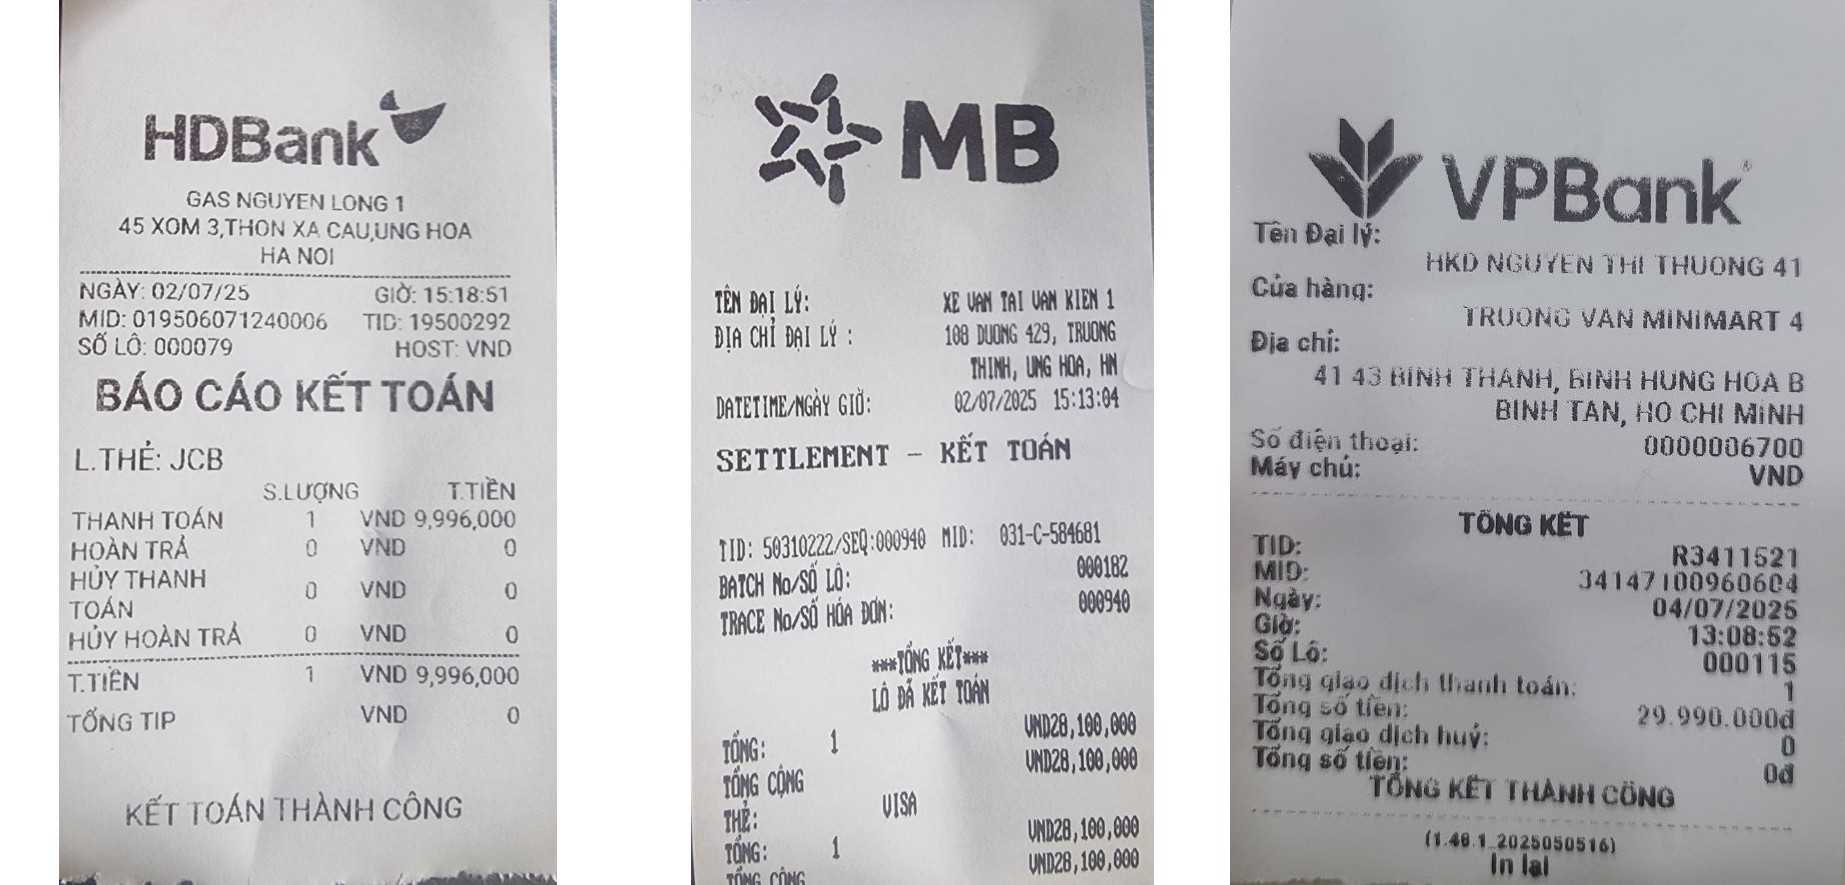 HDBank
GAS NGUYEN LONG 1
45 XOM 3,THON XA CAU,UNG HOA
HA NOI
NGÀY: 02/07/25 GIỜ: 15:18:51
MID: 019506071240006 TID: 19500292
SỐ LÔ: 000079 HOST: VND
BÁO CÁO KẾT TOÁN
L.THẺ: JCB
S.LƯỢNG T.TIỀN
THANH TOÁN 1 VND 9,996,000
HOÀN TRẢ 0 VND 0
HỦY THANH
TOÁN 0 VND 0
HỦY HOÀN TRẢ 0 VND 0
T.TIỀN 1 VND 9,996,000
TỔNG TIP VND 0
KẾT TOÁN THÀNH CÔNG
MB
TÊN ĐẠI LÝ: XE VAN TAI VAN KIEN 1
ĐỊA CHỈ ĐẠI LÝ : 108 DUONG 429, TRUONG
THINH, UNG HOA, HN
DATETIME/NGÀY GIỜ: 02/07/2025 15:13:04
SETTLEMENT - KẾT TOÁN
TID: 50310222/SEQ:000940 MID: 031-C-584681
BATCH No/SỐ LÔ: 000182
TRACE No/SỐ HÓA ĐƠN: 000940
***TỔNG KẾT***
LÔ ĐÃ KẾT TOÁN
TỔNG: 1 VND28,100,000
TỔNG CỘNG VND28,100,000
THẺ: VISA
TỔNG: 1 VND28,100,000
TỔNG CỘNG VND28,100,000
VPBank
Tên Đại lý:
HKD NGUYEN THI THUONG 41
Cửa hàng:
TRUONG VAN MINIMART 4
Địa chỉ:
41 43 BINH THANH, BINH HUNG HOA B
BINH TAN, HO CHI MINH
Số điện thoại: 0000006700
Máy chủ: VND
TỔNG KẾT
TID: R3411521
MID: 34147100960604
Ngày: 04/07/2025
Giờ: 13:08:52
Số Lô: 000115
Tổng giao dịch thanh toán: 1
Tổng số tiền: 29.990.000đ
Tổng giao dịch huỷ: 0
Tổng số tiền: 0đ
TỔNG KẾT THÀNH CÔNG
(1.48.1_2025050516)
In lại